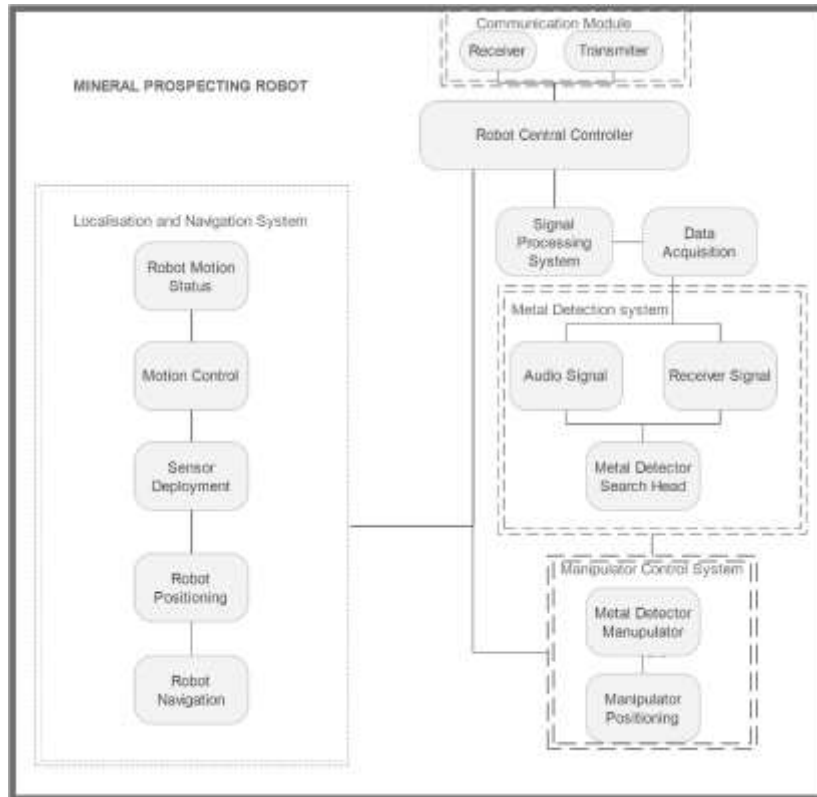 Communication Module
Receiver
Transmiter
MINERAL PROSPECTING ROBOT
Robot Central Controller
Localisation and Navigation System
Robot Motion
Status
Motion Control
Sensor
Deployment
Robot
Positioning
Robot
Navigation
Signal
Processing
System
Data
Acquisition
Metal Detection system
Audio Signal
Receiver Signal
Metal Detector
Search Head
Manipulator Control System
Metal Detector
Manupulator
Manipulator
Positioning